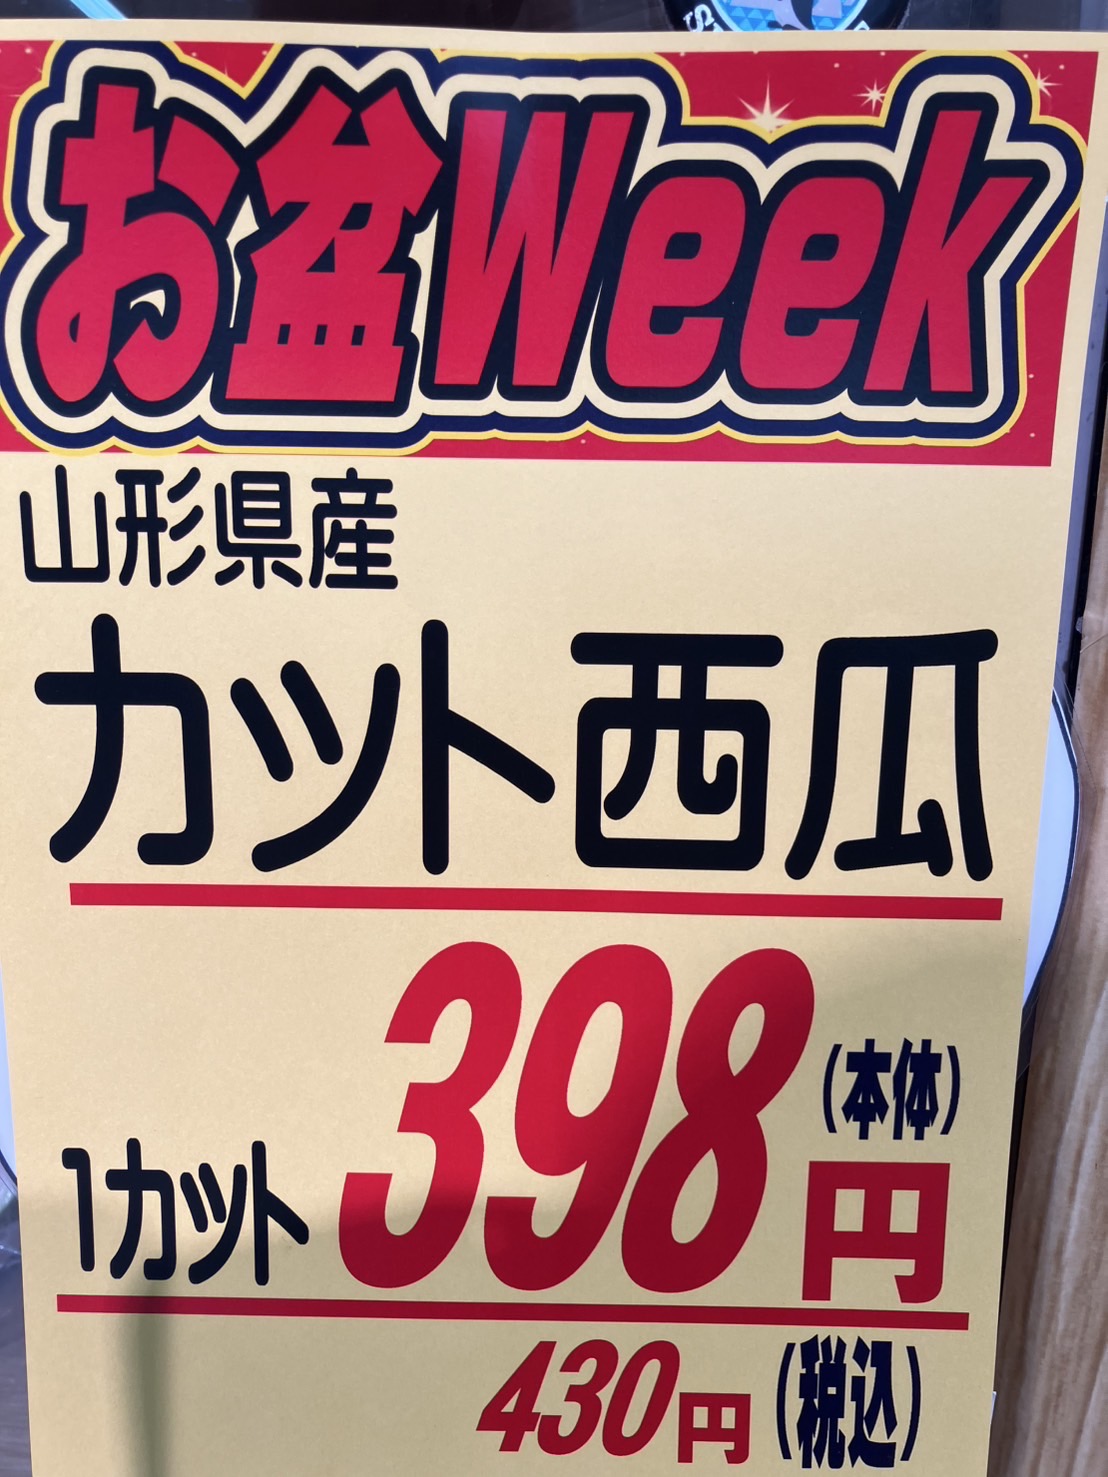 お盆Week
山形県産
カット西瓜
1カット 398円 (本体)
430円 (税込)